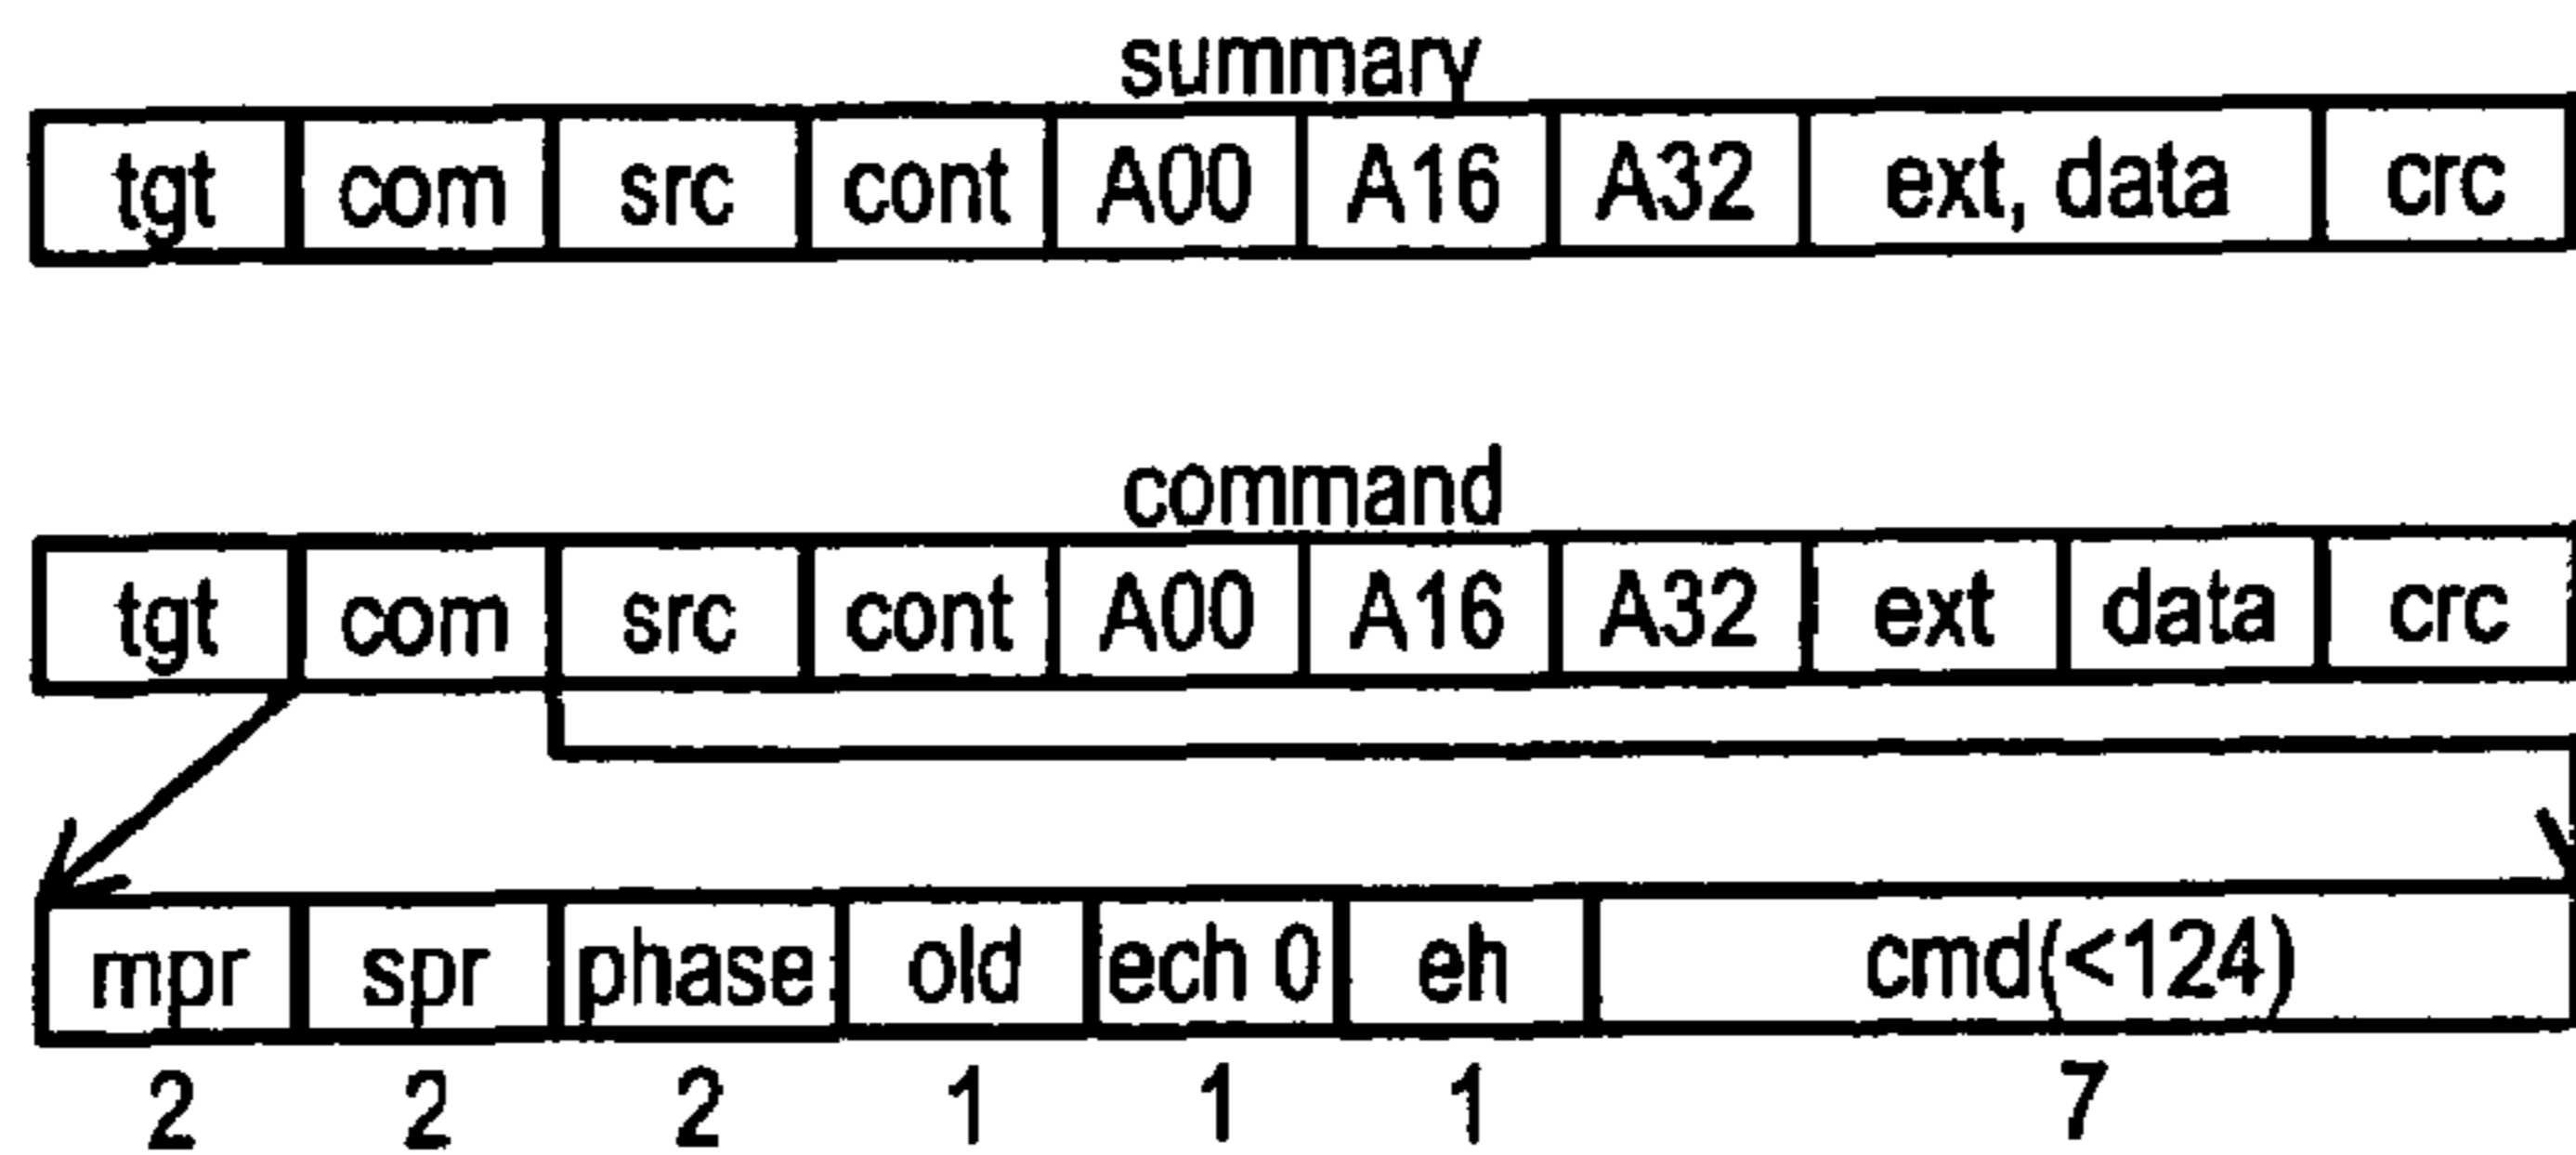 summary
tgt com src cont A00 A16 A32 ext, data crc
command
tgt com src cont A00 A16 A32 ext data crc
mpr spr phase old ech 0 eh cmd(<124)
2 2 2 1 1 1 7